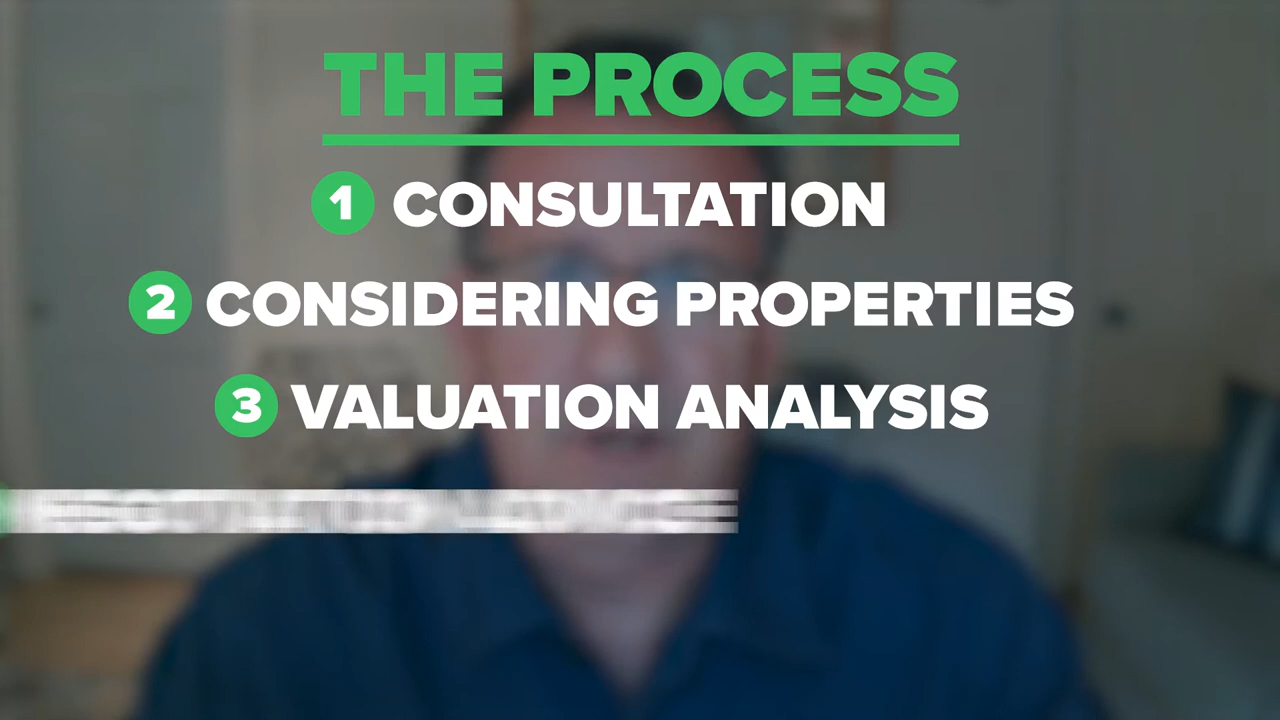 THE PROCESS
1 CONSULTATION
2 CONSIDERING PROPERTIES
3 VALUATION ANALYSIS